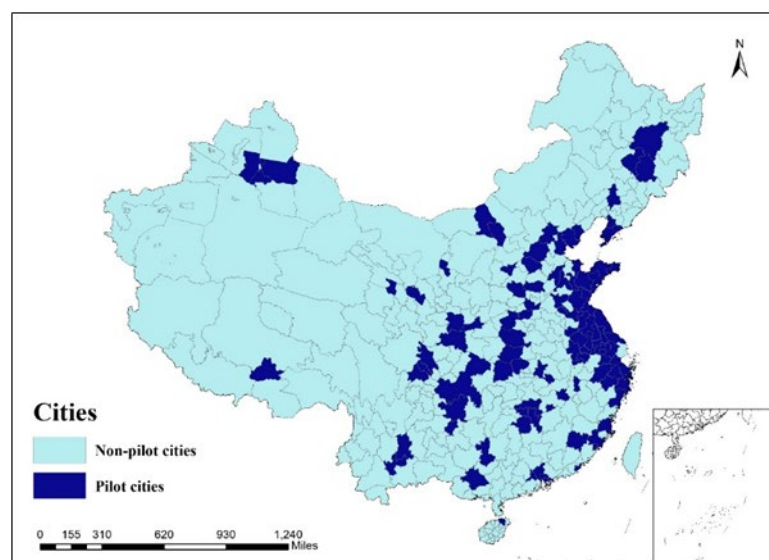 N
Cities
Non-pilot cities
Pilot cities
0 155 310 620 930 1,240
Miles